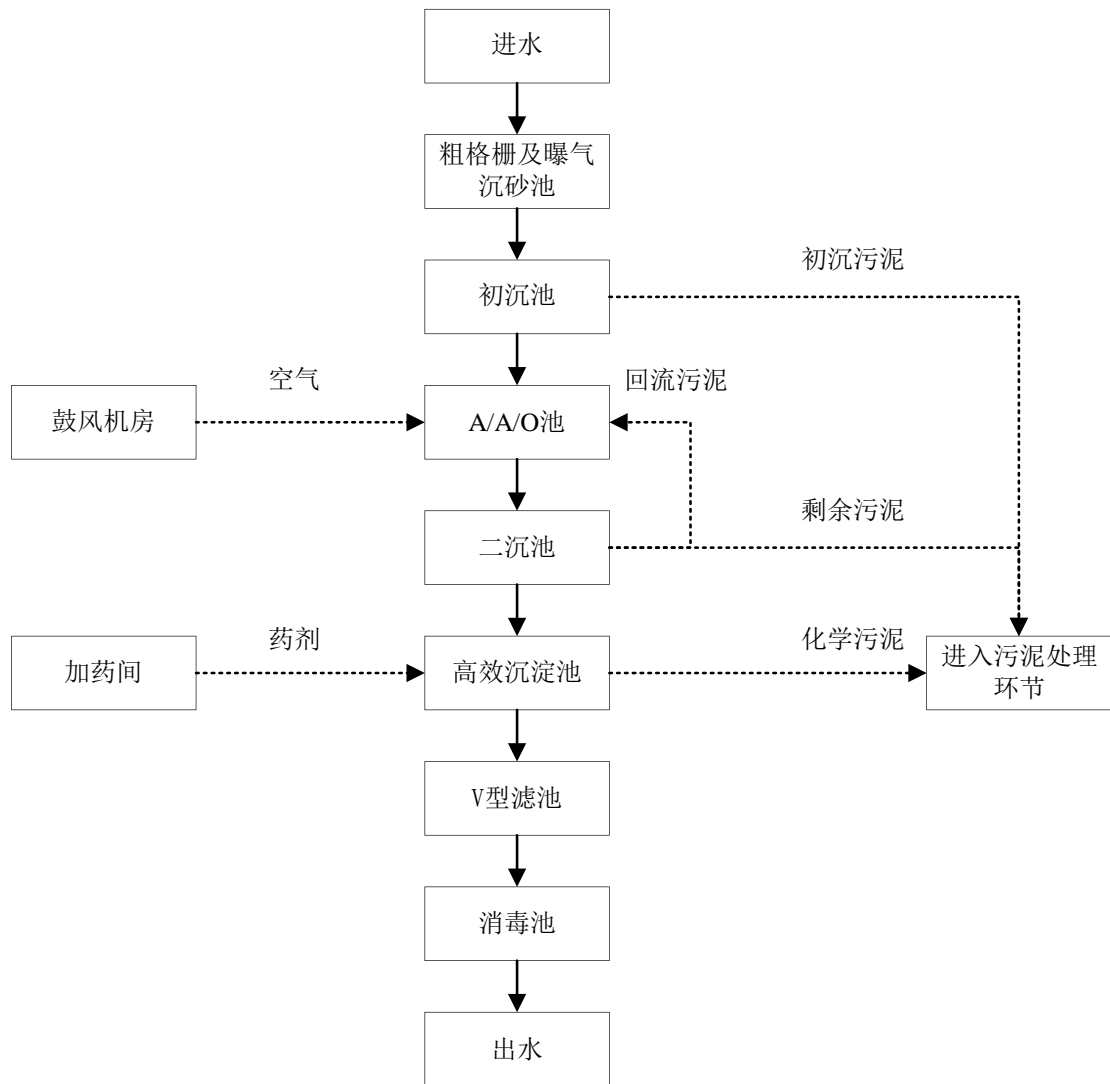 进水
粗格栅及曝气
沉砂池
初沉池
初沉污泥
鼓风机房
空气
A/A/O池
回流污泥
二沉池
剩余污泥
加药间
药剂
高效沉淀池
化学污泥
进入污泥处理
环节
V型滤池
消毒池
出水